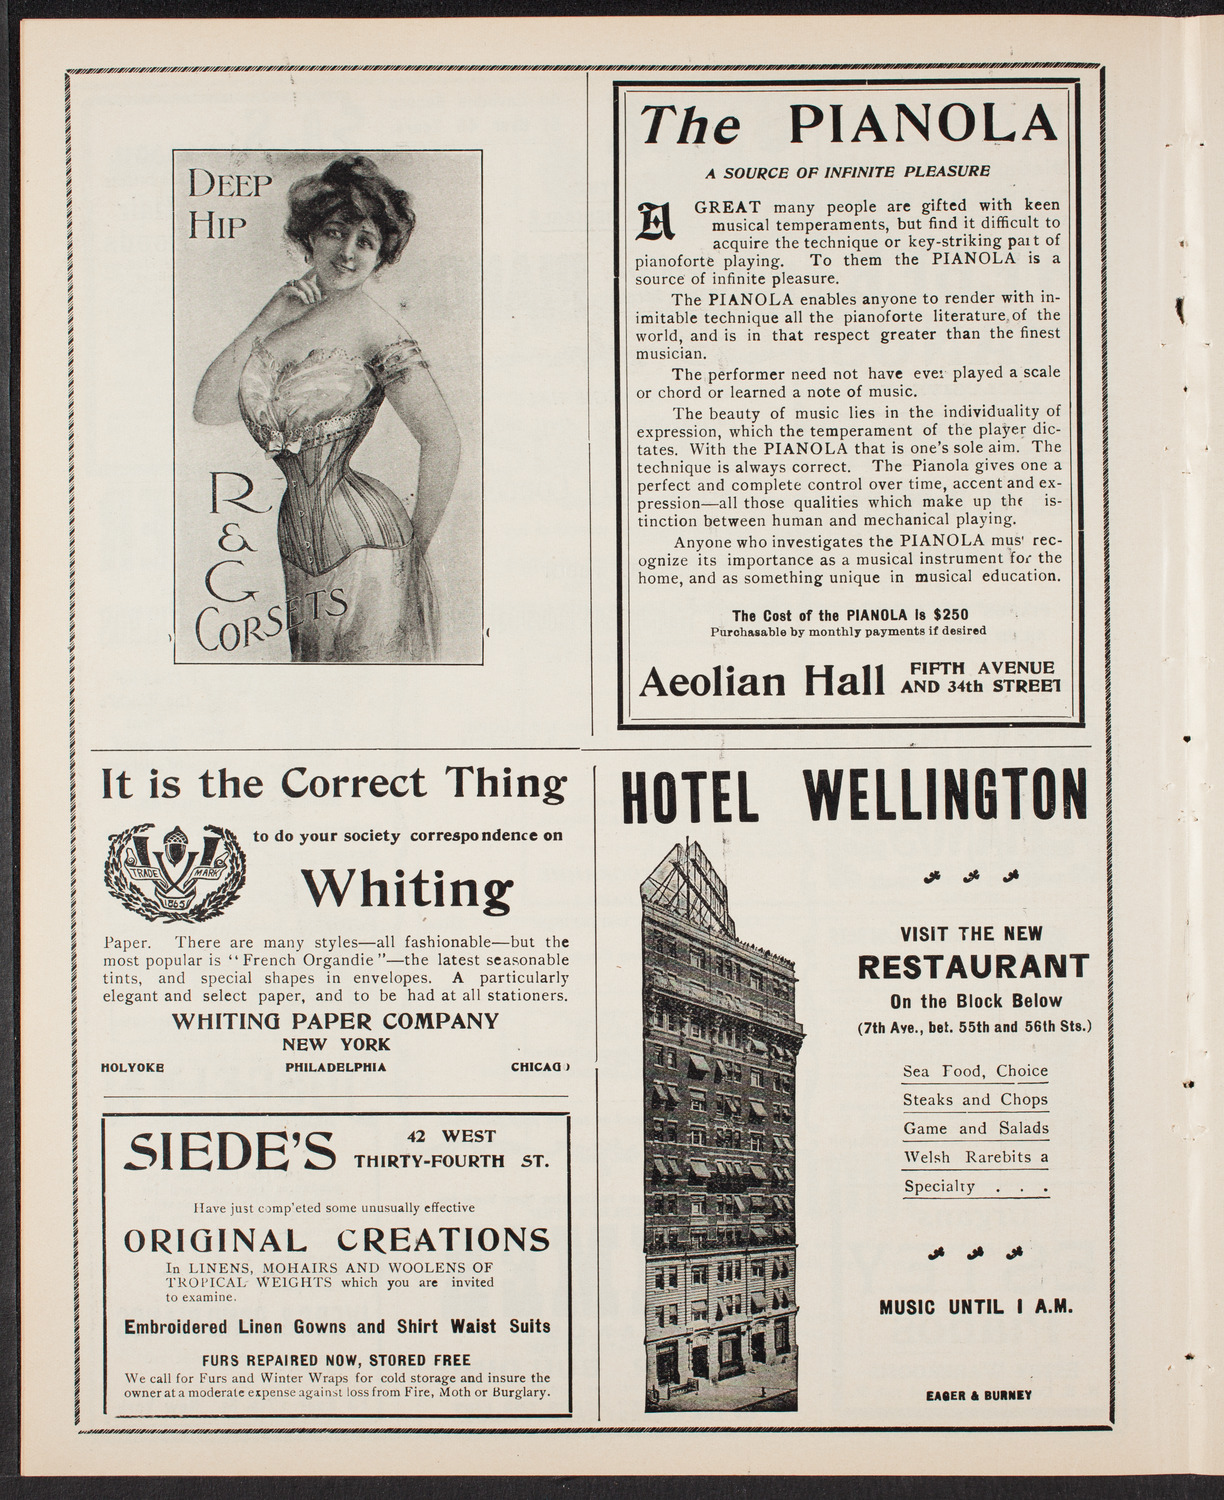 DEEP
HIP
R
&
G
CORSETS
The PIANOLA
A SOURCE OF INFINITE PLEASURE
A GREAT many people are gifted with keen
musical temperaments, but find it difficult to
acquire the technique or key-striking part of
pianoforte playing. To them the PIANOLA is a
source of infinite pleasure.
The PIANOLA enables anyone to render with in-
imitable technique all the pianoforte literature of the
world, and is in that respect greater than the finest
musician.
The performer need not have ever played a scale
or chord or learned a note of music.
The beauty of music lies in the individuality of
expression, which the temperament of the player dic-
tates. With the PIANOLA that is one's sole aim. The
technique is always correct. The Pianola gives one a
perfect and complete control over time, accent and ex-
pression—all those qualities which make up the is-
tinction between human and mechanical playing.
Anyone who investigates the PIANOLA mus' rec-
ognize its importance as a musical instrument for the
home, and as something unique in musical education.
The Cost of the PIANOLA is $250
Purchasable by monthly payments if desired
Aeolian Hall FIFTH AVENUE
AND 34th STREET
It is the Correct Thing
to do your society correspondence on
TRADE MARK
1865
Whiting
Paper. There are many styles—all fashionable—but the
most popular is "French Organdie"—the latest seasonable
tints, and special shapes in envelopes. A particularly
elegant and select paper, and to be had at all stationers.
WHITING PAPER COMPANY
NEW YORK
HOLYOKE PHILADELPHIA CHICAGO
SIEDE'S 42 WEST
THIRTY-FOURTH ST.
Have just comp'eted some unusually effective
ORIGINAL CREATIONS
In LINENS, MOHAIRS AND WOOLENS OF
TROPICAL WEIGHTS which you are invited
to examine.
Embroidered Linen Gowns and Shirt Waist Suits
FURS REPAIRED NOW, STORED FREE
We call for Furs and Winter Wraps for cold storage and insure the
owner at a moderate expense against loss from Fire, Moth or Burglary.
HOTEL WELLINGTON
VISIT THE NEW
RESTAURANT
On the Block Below
(7th Ave., bet. 55th and 56th Sts.)
Sea Food, Choice
Steaks and Chops
Game and Salads
Welsh Rarebits a
Specialty . . .
MUSIC UNTIL 1 A.M.
EAGER & BURNEY